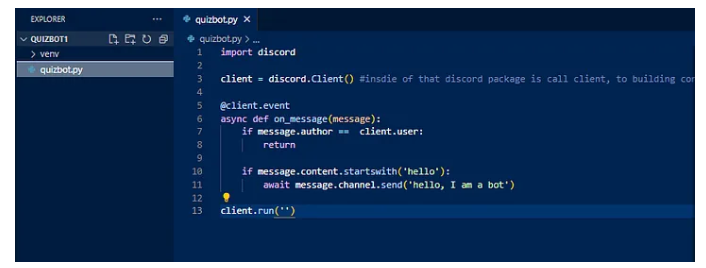 EXPLORER ... quizbot.py ×
QUIZBOT1 quizbot.py > ...
venv
quizbot.py
1 import discord
2
3 client = discord.Client() #insdie of that discord package is call client, to building
4
5 @client.event
6 async def on_message(message):
7 if message.author == client.user:
8 return
9
10 if message.content.startswith('hello'):
11 await message.channel.send('hello, I am a bot')
12
13 client.run('')